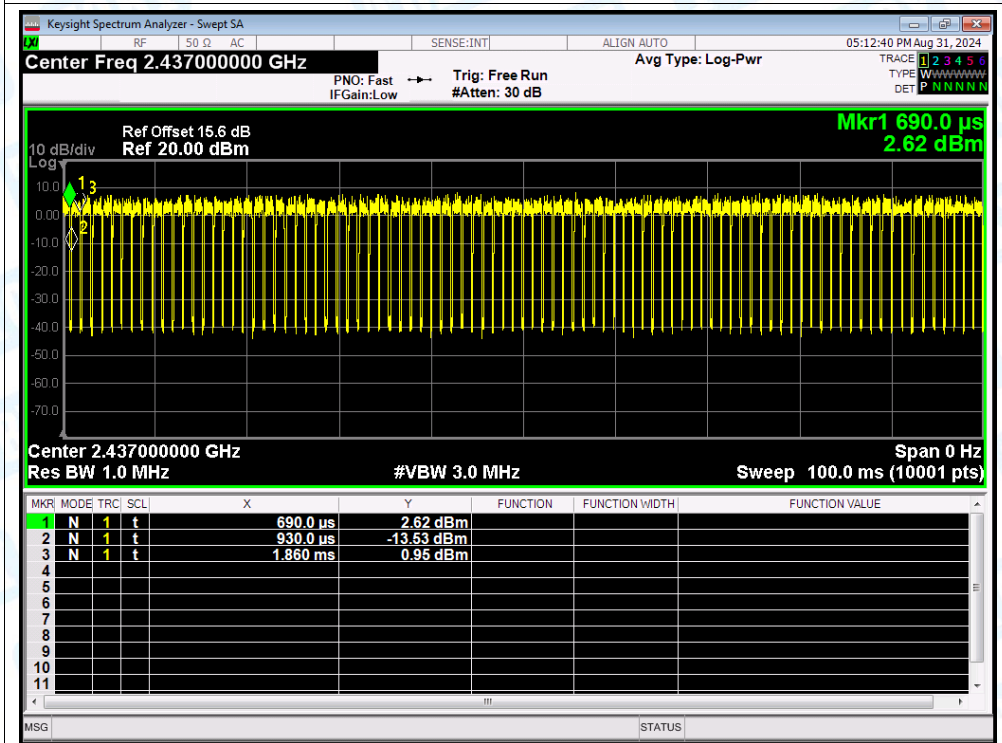 Keysight Spectrum Analyzer - Swept SA
LXI RF 50 Ω AC SENSE:INT ALIGN AUTO 05:12:40 PM Aug 31, 2024
Center Freq 2.437000000 GHz Avg Type: Log-Pwr TRACE 1 2 3 4 5 6
PNO: Fast Trig: Free Run TYPE WWWWWW
IFGain:Low #Atten: 30 dB DET P N N N N N
Mkr1 690.0 µs
2.62 dBm
Ref Offset 15.6 dB
10 dB/div Ref 20.00 dBm
Log
10.0
0.00
-10.0
-20.0
-30.0
-40.0
-50.0
-60.0
-70.0
1 3
2
Center 2.437000000 GHz Span 0 Hz
Res BW 1.0 MHz #VBW 3.0 MHz Sweep 100.0 ms (10001 pts)
MKR MODE TRC SCL X Y FUNCTION FUNCTION WIDTH FUNCTION VALUE
1 N 1 t 690.0 µs 2.62 dBm
2 N 1 t 930.0 µs -13.53 dBm
3 N 1 t 1.860 ms 0.95 dBm
4
5
6
7
8
9
10
11
MSG STATUS